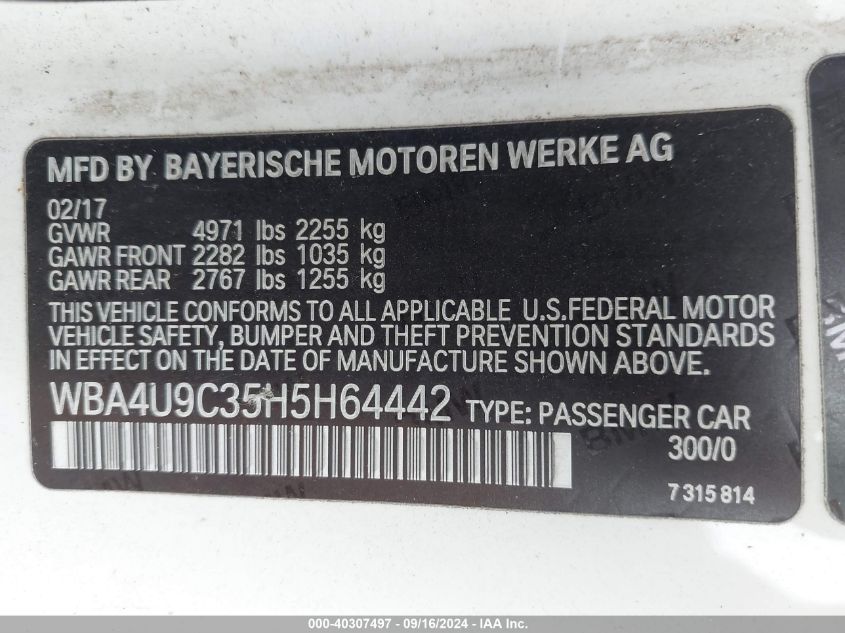 MFD BY BAYERISCHE MOTOREN WERKE AG
02/17
GVWR 4971 lbs 2255 kg
GAWR FRONT 2282 lbs 1035 kg
GAWR REAR 2767 lbs 1255 kg
THIS VEHICLE CONFORMS TO ALL APPLICABLE U.S.FEDERAL MOTOR
VEHICLE SAFETY, BUMPER AND THEFT PREVENTION STANDARDS
IN EFFECT ON THE DATE OF MANUFACTURE SHOWN ABOVE.
WBA4U9C35H5H64442 TYPE: PASSENGER CAR
300/0
7 315 814
000-40307497 - 09/16/2024 - IAA Inc.